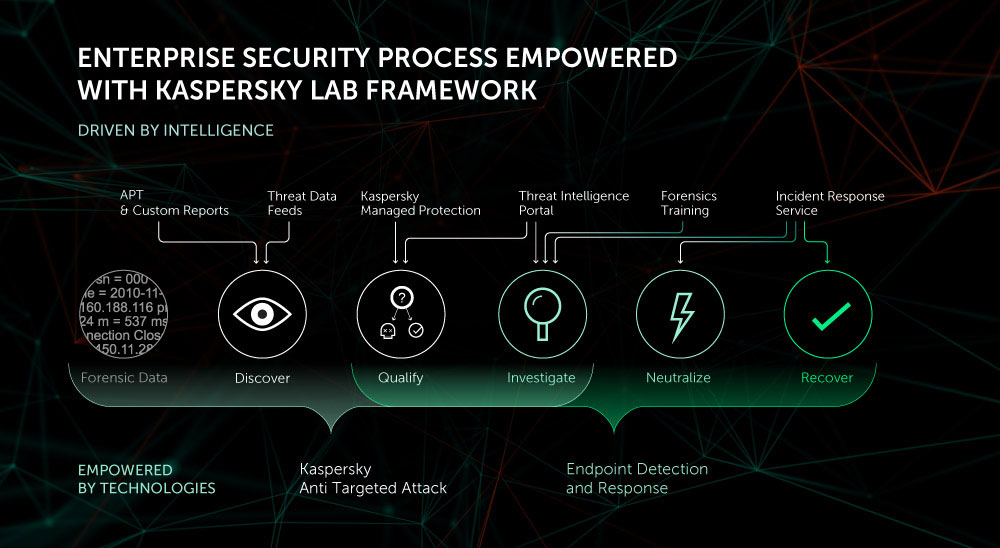 ENTERPRISE SECURITY PROCESS EMPOWERED
WITH KASPERSKY LAB FRAMEWORK
DRIVEN BY INTELLIGENCE
APT
& Custom Reports
Threat Data
Feeds
Kaspersky
Managed Protection
Threat Intelligence
Portal
Forensics
Training
Incident Response
Service
sh = 000
= 2010-11-
160.188.116
24 m = 537 ms
nection Clos
150.11.28
?
Forensic Data
Discover
Qualify
Investigate
Neutralize
Recover
EMPOWERED
BY TECHNOLOGIES
Kaspersky
Anti Targeted Attack
Endpoint Detection
and Response